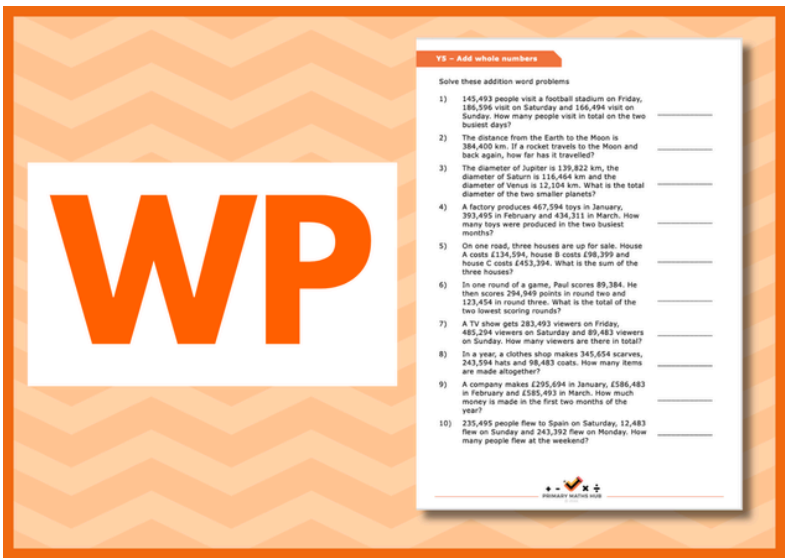 WP
Y5 – Add whole numbers
Solve these addition word problems
1) 145,493 people visit a football stadium on Friday,
186,596 visit on Saturday and 166,494 visit on
Sunday. How many people visit in total on the two
busiest days?
2) The distance from the Earth to the Moon is
384,400 km. If a rocket travels to the Moon and
back again, how far has it travelled?
3) The diameter of Jupiter is 139,822 km, the
diameter of Saturn is 116,464 km and the
diameter of Venus is 12,104 km. What is the total
diameter of the two smaller planets?
4) A factory produces 467,594 toys in January,
393,495 in February and 434,311 in March. How
many toys were produced in the two busiest
months?
5) On one road, three houses are up for sale. House
A costs £134,594, house B costs £98,399 and
house C costs £453,394. What is the sum of the
three houses?
6) In one round of a game, Paul scores 89,384. He
then scores 294,949 points in round two and
123,454 in round three. What is the total of the
two lowest scoring rounds?
7) A TV show gets 283,493 viewers on Friday,
485,294 viewers on Saturday and 89,483 viewers
on Sunday. How many viewers are there in total?
8) In a year, a clothes shop makes 345,654 scarves,
243,594 hats and 98,483 coats. How many items
are made altogether?
9) A company makes £295,694 in January, £586,483
in February and £585,493 in March. How much
money is made in the first two months of the
year?
10) 235,495 people flew to Spain on Saturday, 12,483
flew on Sunday and 243,392 flew on Monday. How
many people flew at the weekend?
PRIMARY MATHS HUB